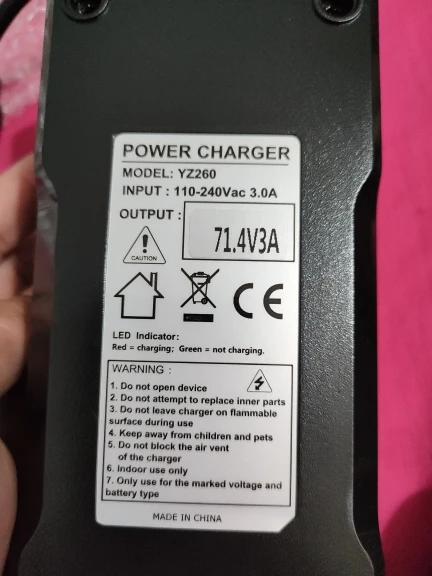 POWER CHARGER
MODEL: YZ260
INPUT : 110-240Vac 3.0A
OUTPUT :
71.4V3A
CAUTION
CE
LED Indicator:
Red = charging; Green = not charging.
WARNING :
1. Do not open device
2. Do not attempt to replace inner parts
3. Do not leave charger on flammable
surface during use
4. Keep away from children and pets
5. Do not block the air vent
of the charger
6. Indoor use only
7. Only use for the marked voltage and
battery type
MADE IN CHINA